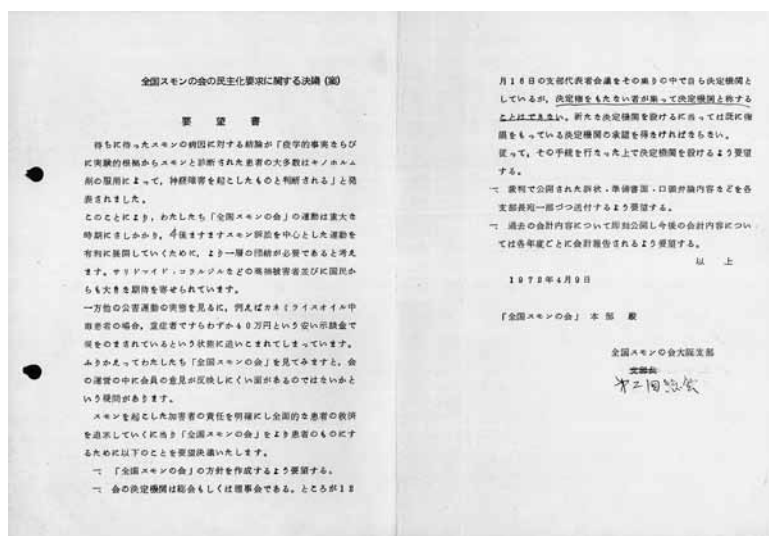 全国スモンの会の民主化要求に関する決議(案)
要望書
待ちに待ったスモンの病因に対する結論が「疫学的事実ならび
に実験的根拠からスモンと診断された患者の大多数はキノホルム
剤の服用によって、神経障害を起こしたものと判断される」と発
表されました。
このことにより、わたしたち「全国スモンの会」の運動は重大な
時期にさしかかり、今後ますますスモン訴訟を中心とした運動を
有利に展開していくために、より一層の団結が必要であると考え
ます。サリドマイド・コラルジルなどの薬禍被害者並びに国民か
らも大きな期待を寄せられています。
一方他の公害運動の実態を見るに、例えばカネミライスオイル中
毒患者の場合、重症者ですらわずか40万円という安い示談金で
涙をのまされているという状態に追いこまれてしまっています。
ふりかえってわたしたち「全国スモンの会」を見てみますと、会
の運営の中に会員の意見が反映しにくい面があるのではないかと
いう疑問があります。
スモンを起こした加害者の責任を明確にし全面的な患者の救済
を追求していくに当り「全国スモンの会」をより患者のものにす
るために以下のことを要望決議いたします。
一、「全国スモンの会」の方針を作成するよう要望する。
一、会の決定機関は総会もしくは理事会である。ところが12
月16日の支部代表者会議をその集りの中で自ら決定機関と
しているが、決定権をもたない者が集って決定機関と称する
ことはできない。新たな決定機関を設けるに当っては既に権
限をもっている決定機関の承認を得なければならない。
従って、その手続を行なった上で決定機関を設けるよう要望
する。
一、裁判で公開された訴状・準備書面・口頭弁論内容などを各
支部長宛一部づつ送付するよう要望する。
一、過去の会計内容について即刻公開し今後の会計内容につい
ては各年度ごとに会計報告されるよう要望する。
以上
1972年4月9日
「全国スモンの会」本部 殿
全国スモンの会大阪支部
支部長
第二回総会